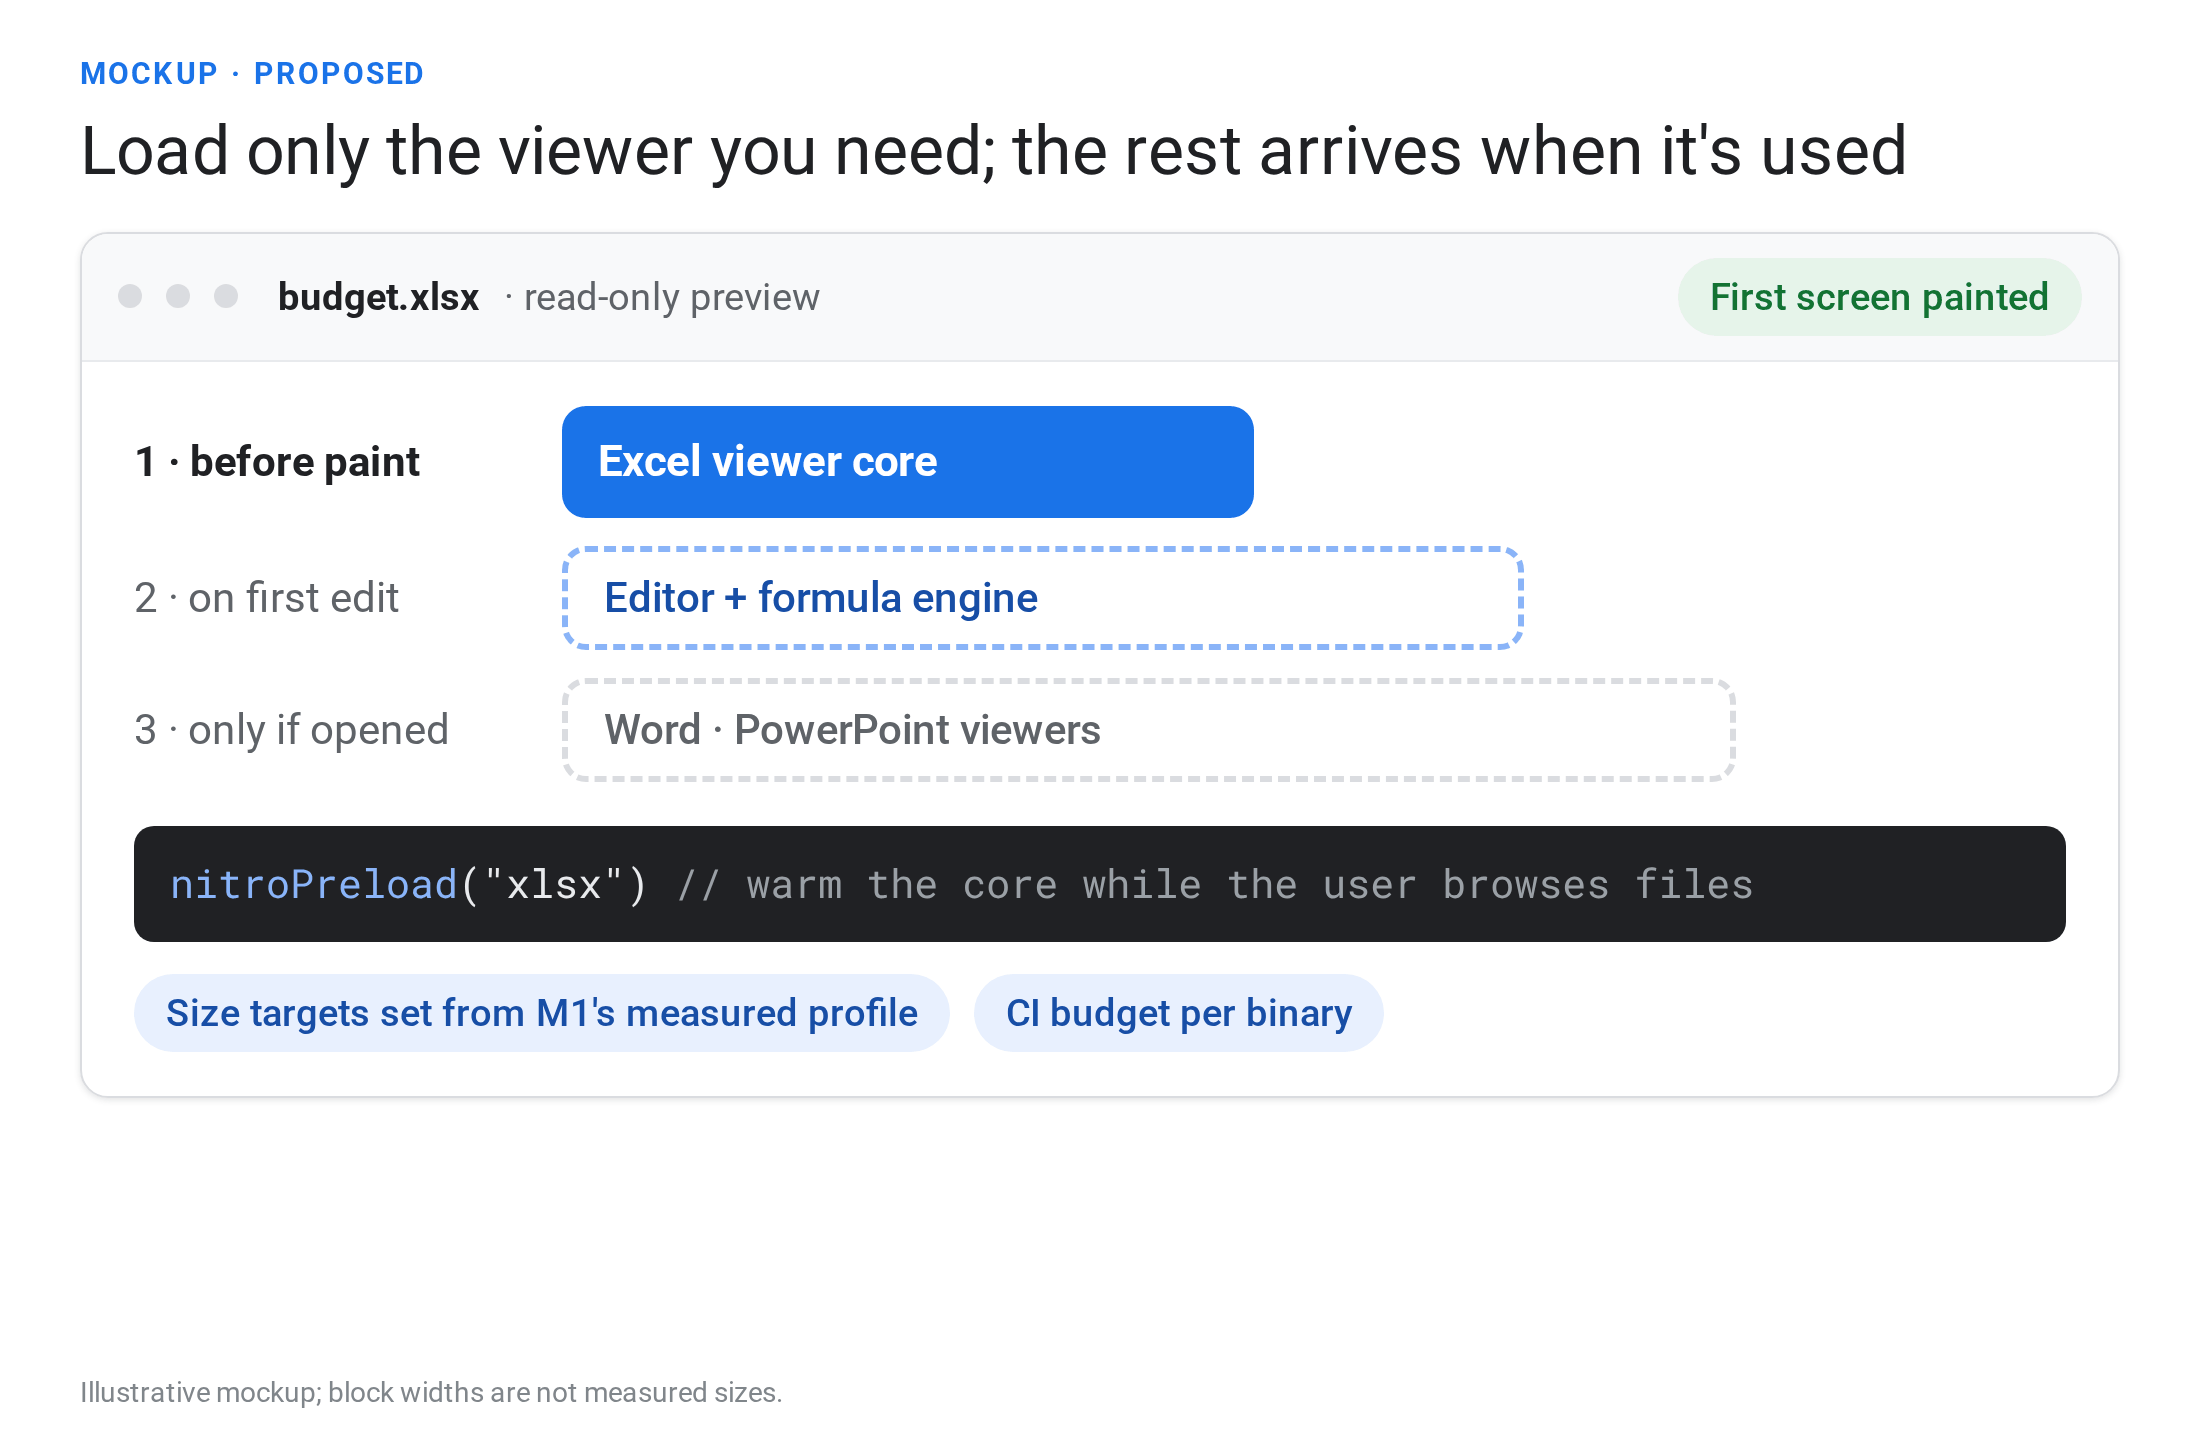 MOCKUP · PROPOSED
Load only the viewer you need; the rest arrives when it's used
budget.xlsx · read-only preview
First screen painted
1 · before paint
Excel viewer core
2 · on first edit
Editor + formula engine
3 · only if opened
Word · PowerPoint viewers
nitroPreload("xlsx") // warm the core while the user browses files
Size targets set from M1's measured profile
CI budget per binary
Illustrative mockup; block widths are not measured sizes.